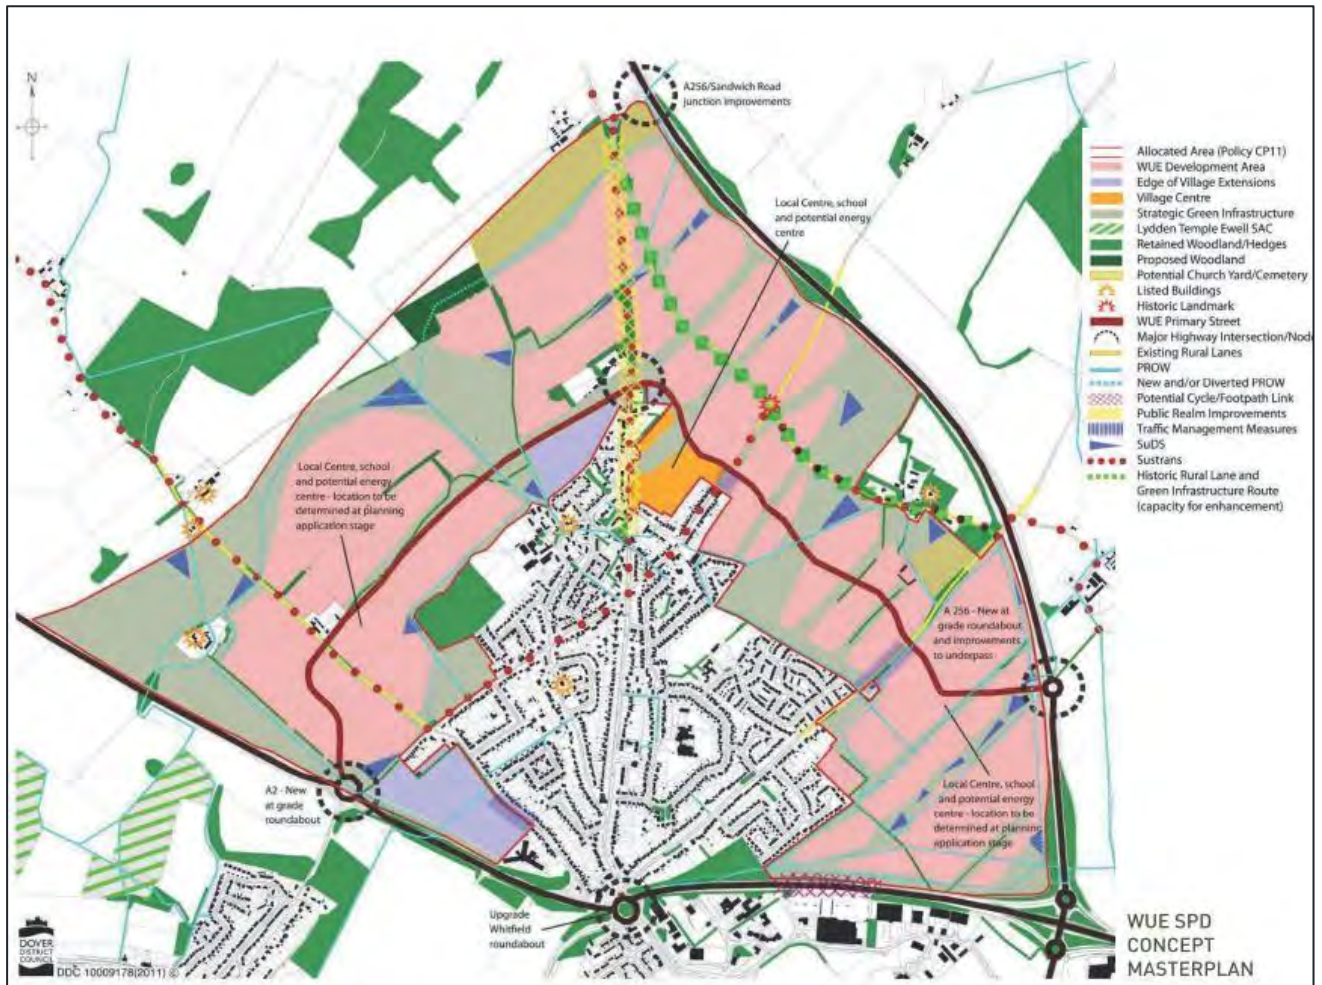 N
A256/Sandwich Road
junction improvements
Local Centre, school
and potential energy
centre
Allocated Area (Policy CP11)
WUE Development Area
Edge of Village Extensions
Village Centre
Strategic Green Infrastructure
Lydden Temple Ewell SAC
Retained Woodland/Hedges
Proposed Woodland
Potential Church Yard/Cemetery
Listed Buildings
Historic Landmark
WUE Primary Street
Major Highway Intersection/Node
Existing Rural Lanes
PROW
New and/or Diverted PROW
Potential Cycle/Footpath Link
Public Realm Improvements
Traffic Management Measures
SuDS
Sustrans
Historic Rural Lane and
Green Infrastructure Route
(capacity for enhancement)
Local Centre, school
and potential energy
centre - location to be
determined at planning
application stage
A 256 - New at
grade roundabout
and improvements
to underpass
A2 - New
at grade
roundabout
Local Centre, school
and potential energy
centre - location to be
determined at planning
application stage
Upgrade
Whitfield
roundabout
DOVER
DISTRICT
COUNCIL
DDC 10009178(2011) ©
WUE SPD
CONCEPT
MASTERPLAN